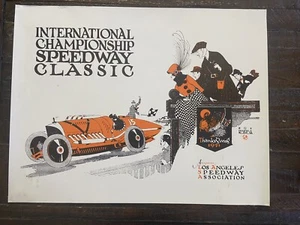 INTERNATIONAL
CHAMPIONSHIP
SPEEDWAY
CLASSIC
LOS ANGELES
SPEEDWAY
ASSOCIATION